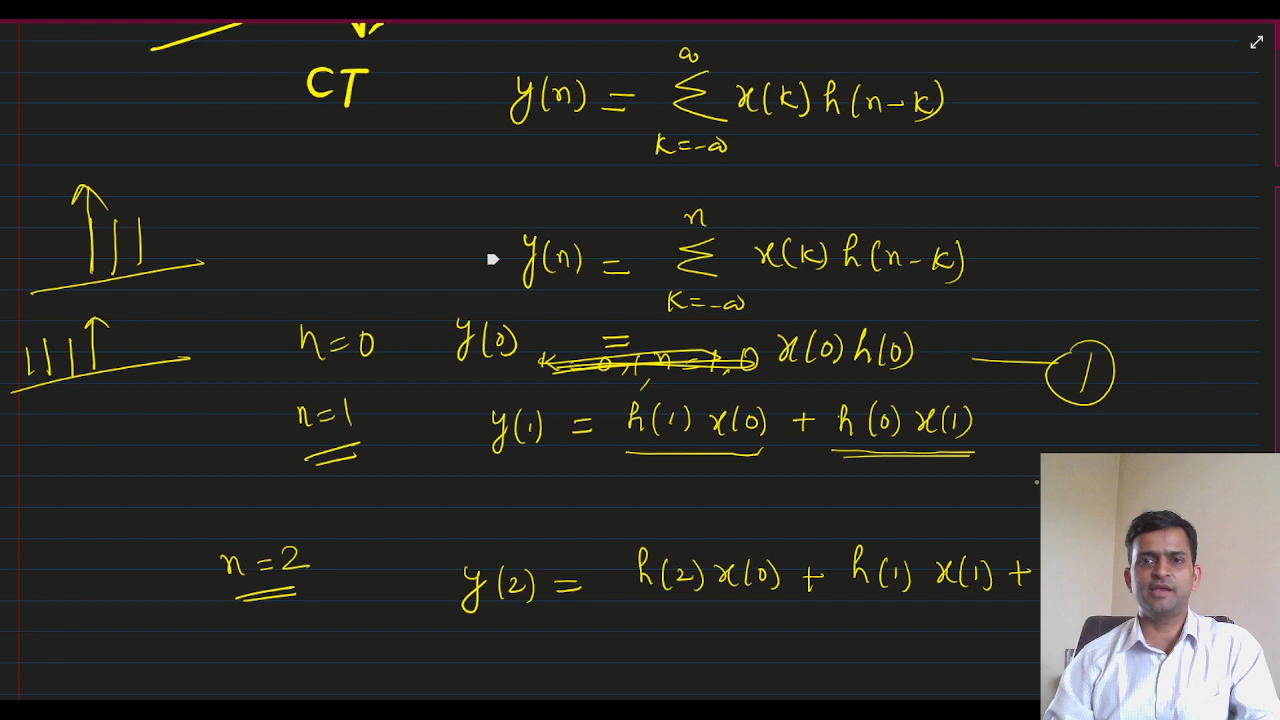 CT
y(n) = ∞ Σ k=-∞ x(k) h(n-k)
y(n) = n Σ k=-∞ x(k) h(n-k)
n=0 y(0) = x(0) h(0) — 1
n=1 y(1) = h(1) x(0) + h(0) x(1)
n=2 y(2) = h(2) x(0) + h(1) x(1) +